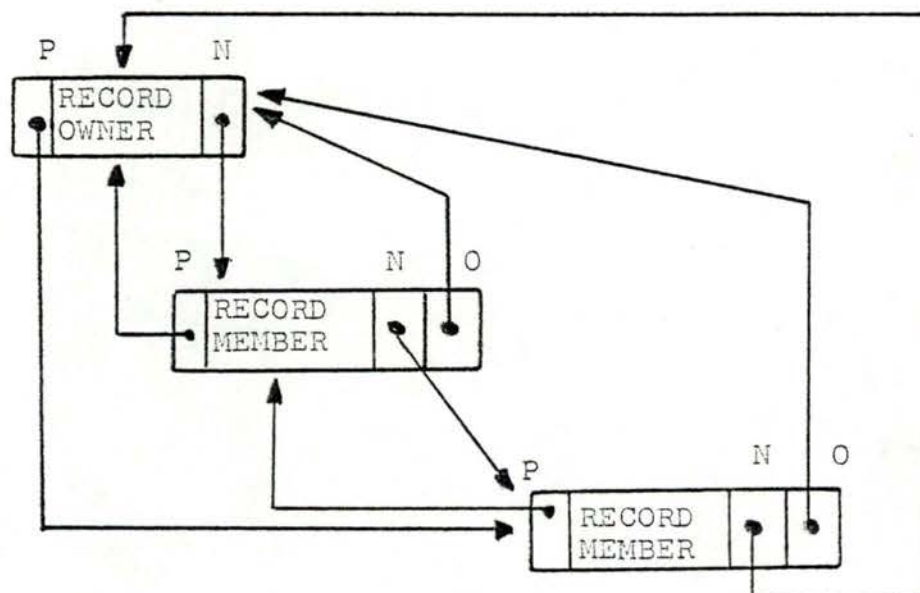 P N
RECORD
OWNER
P N O
RECORD
MEMBER
P N O
RECORD
MEMBER